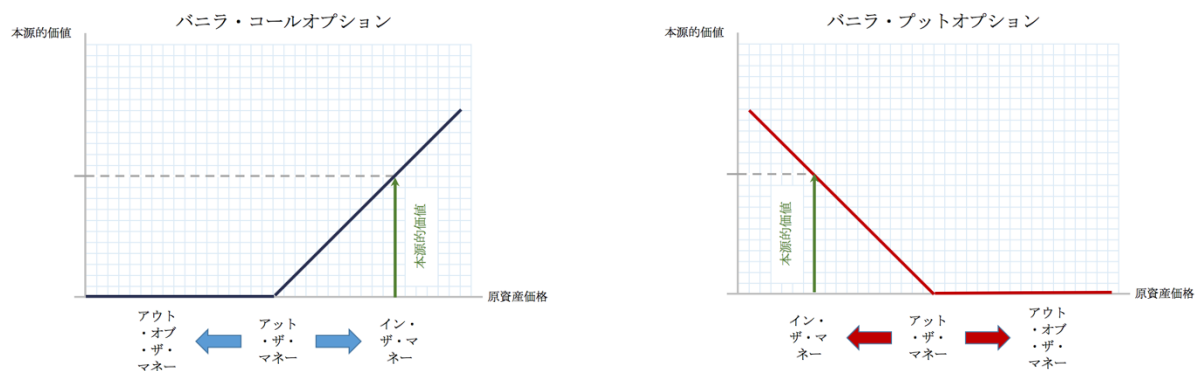 バニラ・コールオプション
本源的価値
本源的価値
原資産価格
アウト
・オブ
・ザ・
マネー
アット
・ザ・
マネー
イン・
ザ・マ
ネー
バニラ・プットオプション
本源的価値
本源的価値
原資産価格
イン・
ザ・マ
ネー
アット
・ザ・
マネー
アウト
・オブ
・ザ・
マネー